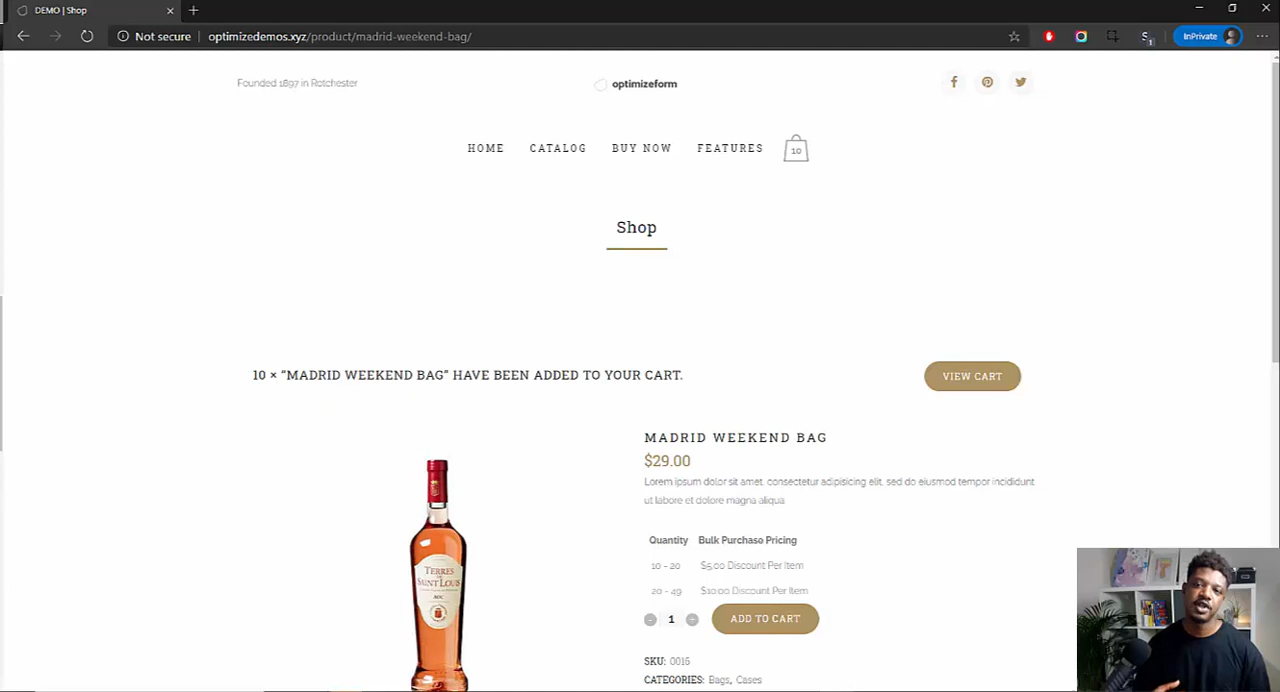 DEMO | Shop
Not secure | optimizedemos.xyz/product/madrid-weekend-bag/
InPrivate
Founded 1897 in Rotchester
optimizeform
HOME CATALOG BUY NOW FEATURES 10
Shop
10 × “MADRID WEEKEND BAG” HAVE BEEN ADDED TO YOUR CART.
VIEW CART
MADRID WEEKEND BAG
$29.00
Lorem ipsum dolor sit amet, consectetur adipisicing elit, sed do eiusmod tempor incididunt
ut labore et dolore magna aliqua
Quantity Bulk Purchase Pricing
10 - 20 $5.00 Discount Per Item
20 - 49 $10.00 Discount Per Item
- 1 + ADD TO CART
SKU: 0016
CATEGORIES: Bags, Cases
TERRES
DE
SAINT LOUIS